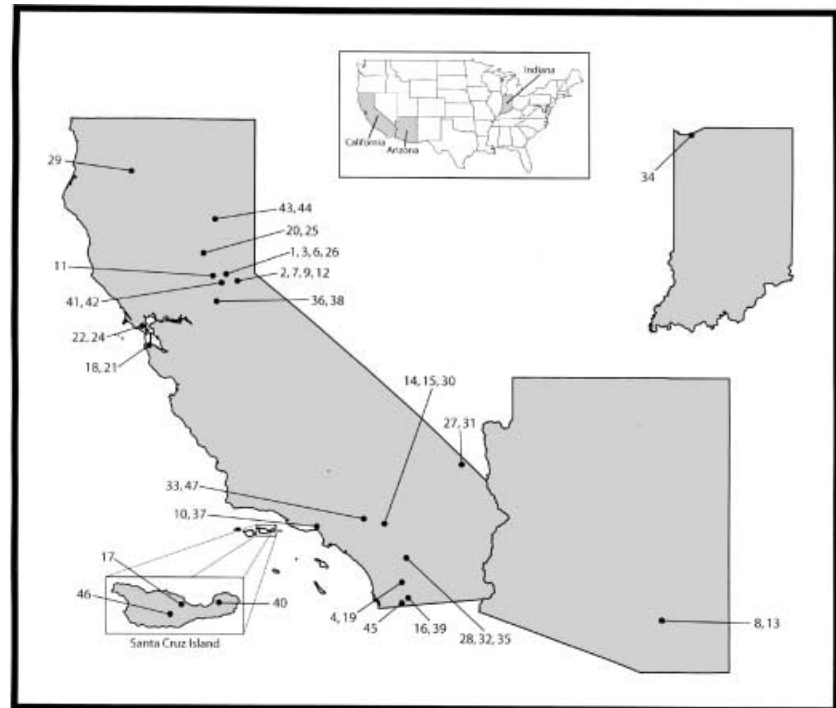 Indiana
California
Arizona
29
34
43, 44
20, 25
1, 3, 6, 26
11
2, 7, 9, 12
41, 42
36, 38
22, 24
18, 21
14, 15, 30
27, 31
33, 47
10, 37
17
46
40
4, 19
45
16, 39
28, 32, 35
8, 13
Santa Cruz Island